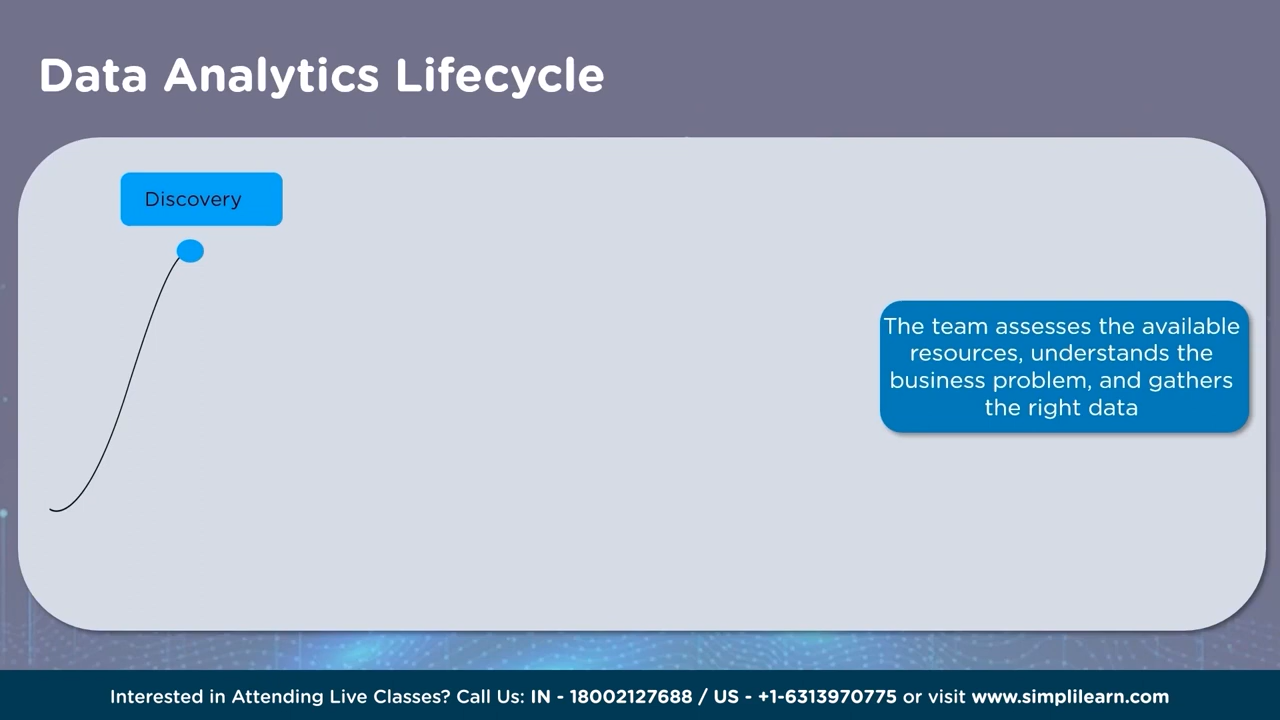 Data Analytics Lifecycle
Discovery
The team assesses the available
resources, understands the
business problem, and gathers
the right data
Interested in Attending Live Classes? Call Us: IN - 18002127688 / US - +1-6313970775 or visit www.simplilearn.com